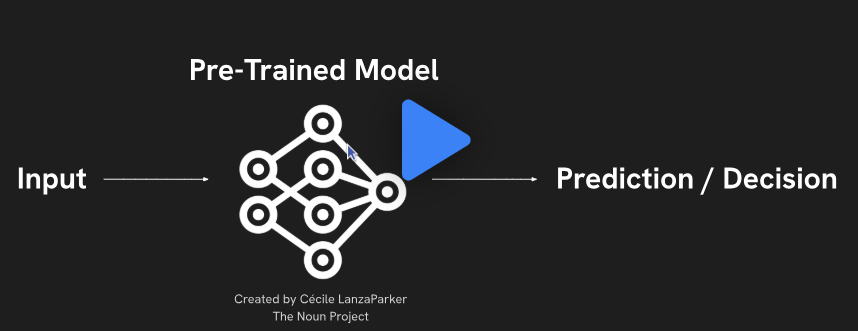 Pre-Trained Model
Input
Prediction / Decision
Created by Cécile LanzaParker
The Noun Project